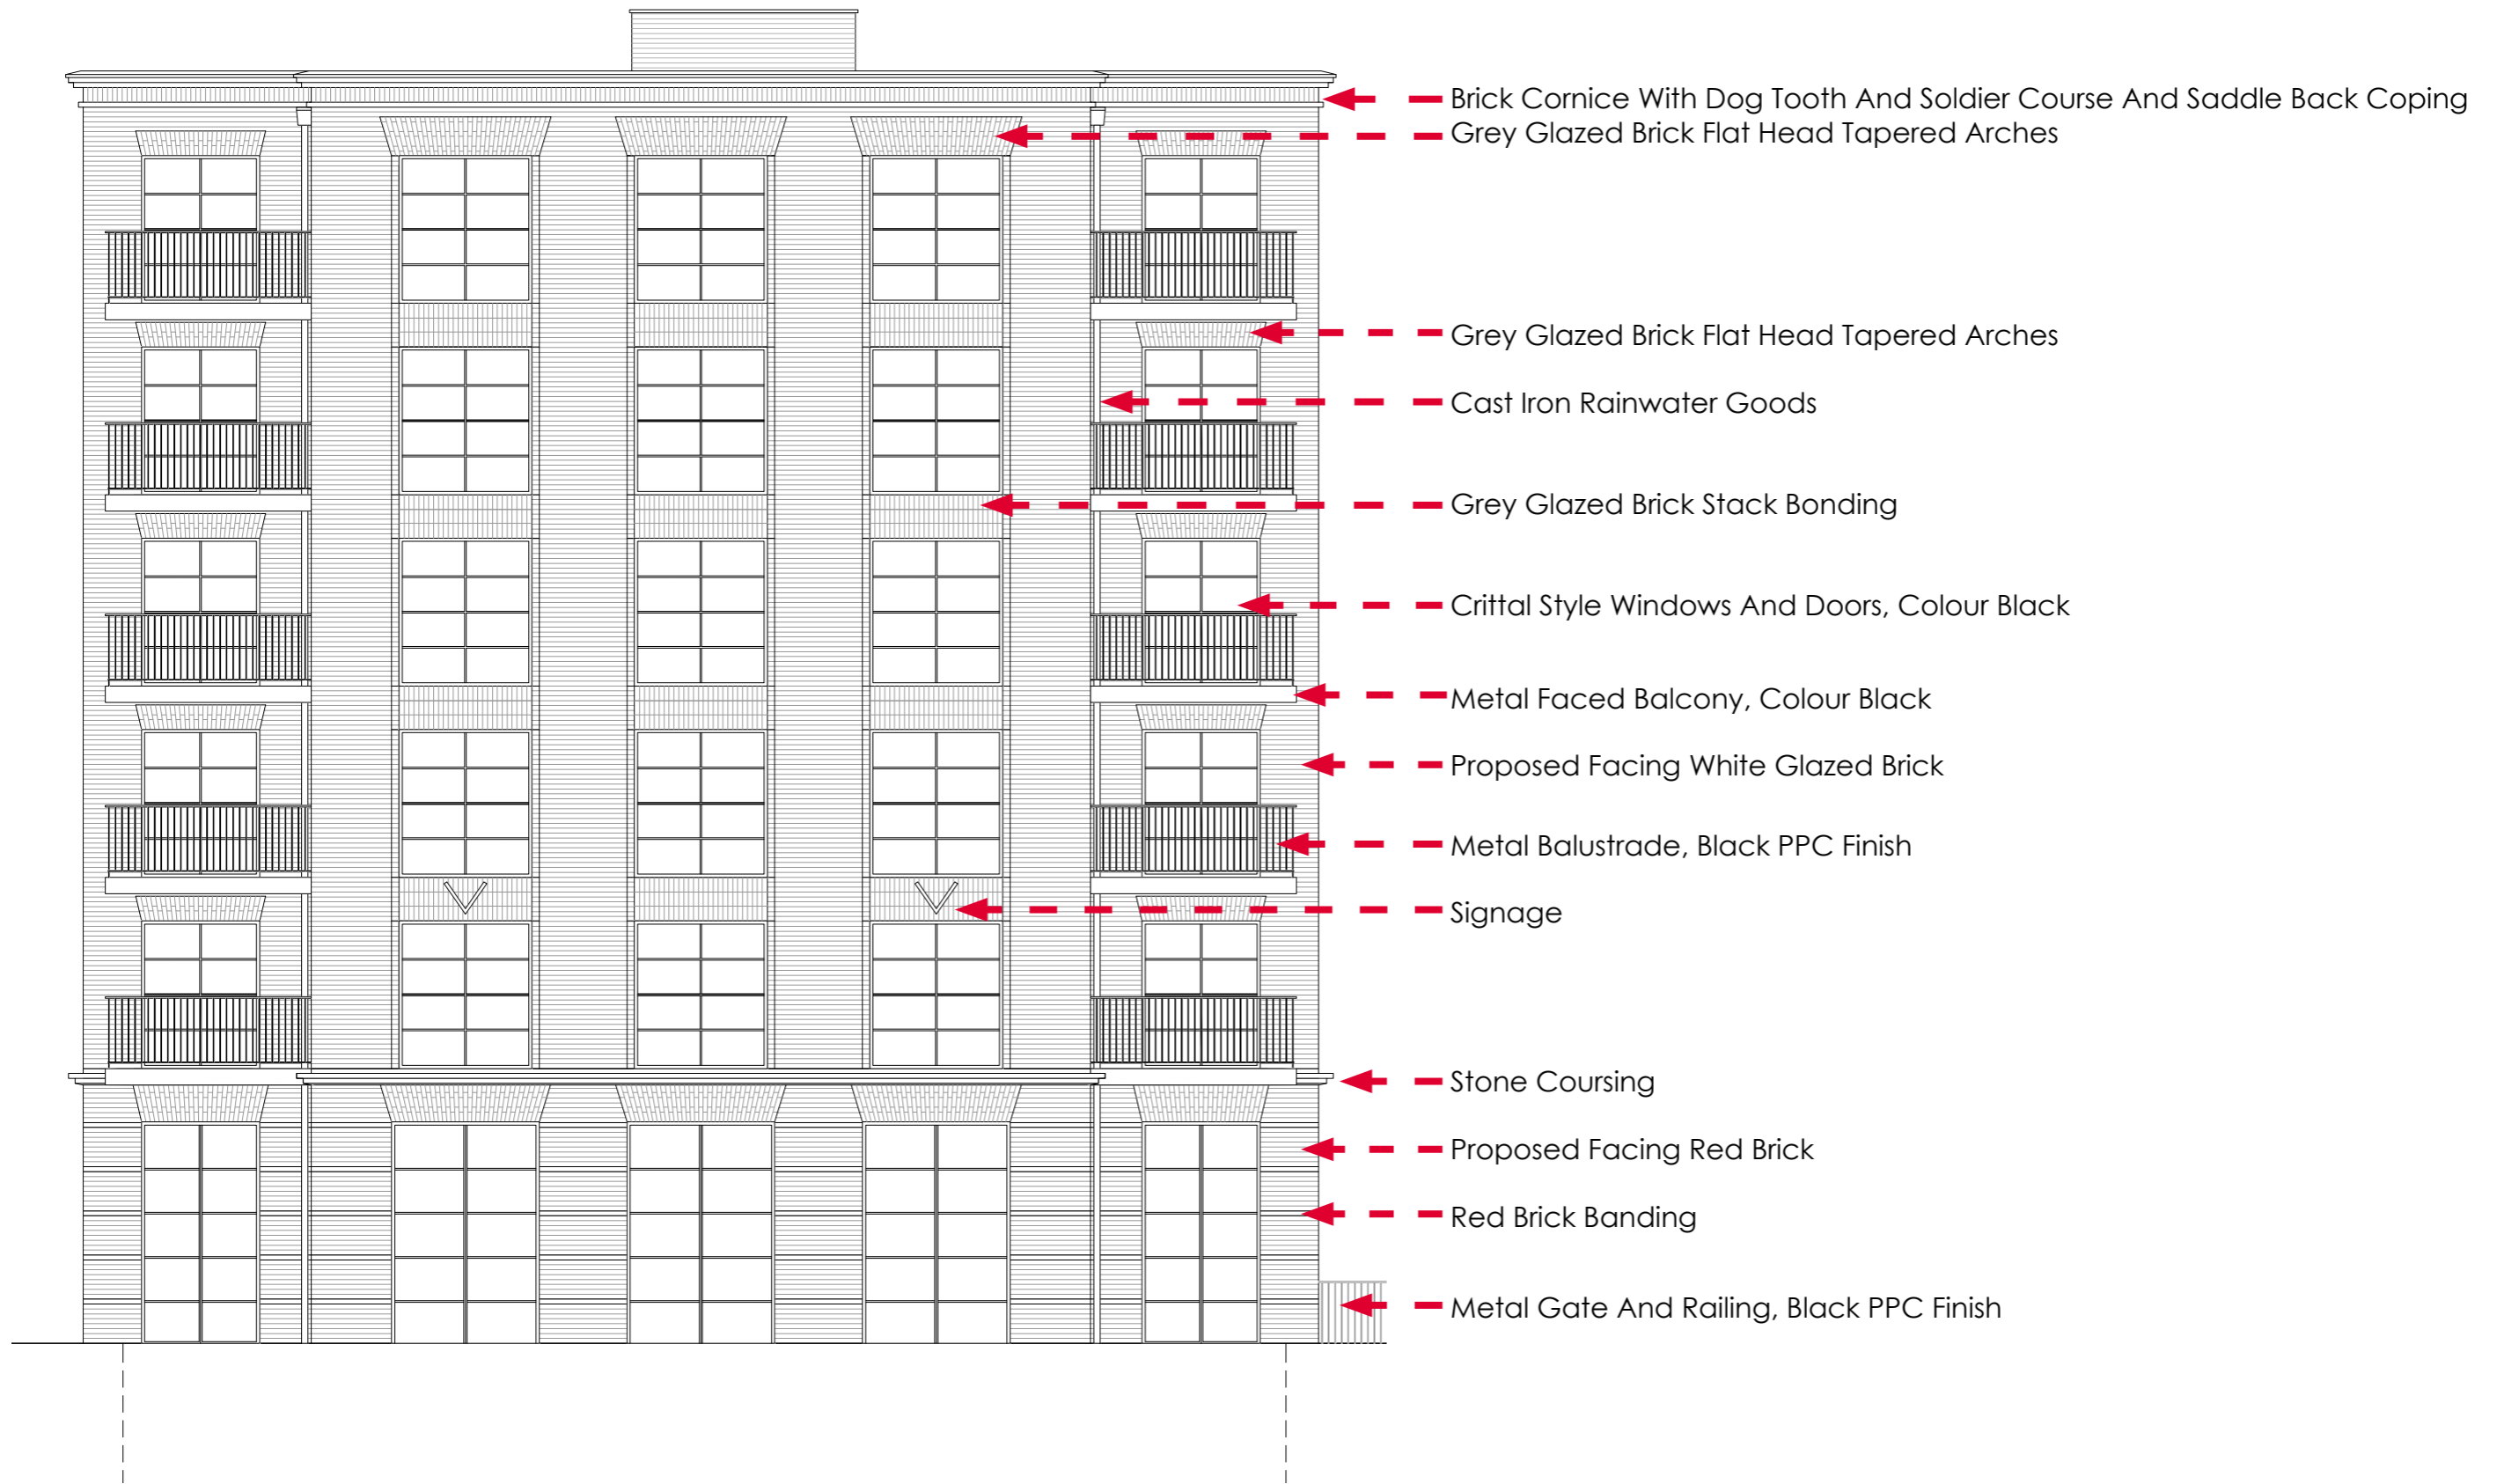 Brick Cornice With Dog Tooth And Soldier Course And Saddle Back Coping
Grey Glazed Brick Flat Head Tapered Arches
Grey Glazed Brick Flat Head Tapered Arches
Cast Iron Rainwater Goods
Grey Glazed Brick Stack Bonding
Crittal Style Windows And Doors, Colour Black
Metal Faced Balcony, Colour Black
Proposed Facing White Glazed Brick
Metal Balustrade, Black PPC Finish
Signage
Stone Coursing
Proposed Facing Red Brick
Red Brick Banding
Metal Gate And Railing, Black PPC Finish